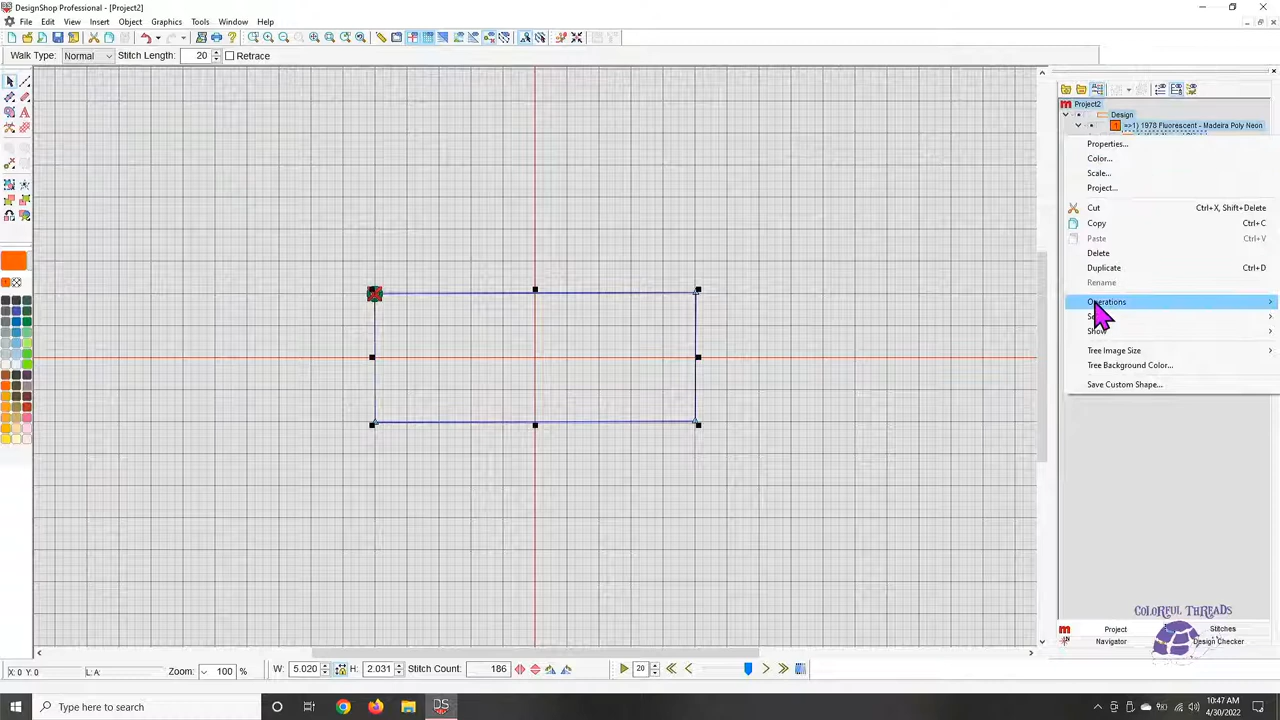 DesignShop Professional - [Project2]
File Edit View Insert Object Graphics Tools Window Help
Walk Type: Normal Stitch Length: 20 Retrace
Project2
Design
=>1) 1978 Fluorescent - Madeira Poly Neon
Properties...
Color...
Scale...
Project...
Cut Ctrl+X, Shift+Delete
Copy Ctrl+C
Paste Ctrl+V
Delete
Duplicate Ctrl+D
Rename
Operations
Show
Tree Image Size
Tree Background Color...
Save Custom Shape...
COLORFUL THREADS
Project Stitches
Navigator Design Checker
X: 0 Y: 0 L: A: Zoom: 100 % W: 5.020 H: 2.031 Stitch Count: 186 20
Type here to search
DS
10:47 AM
4/30/2022